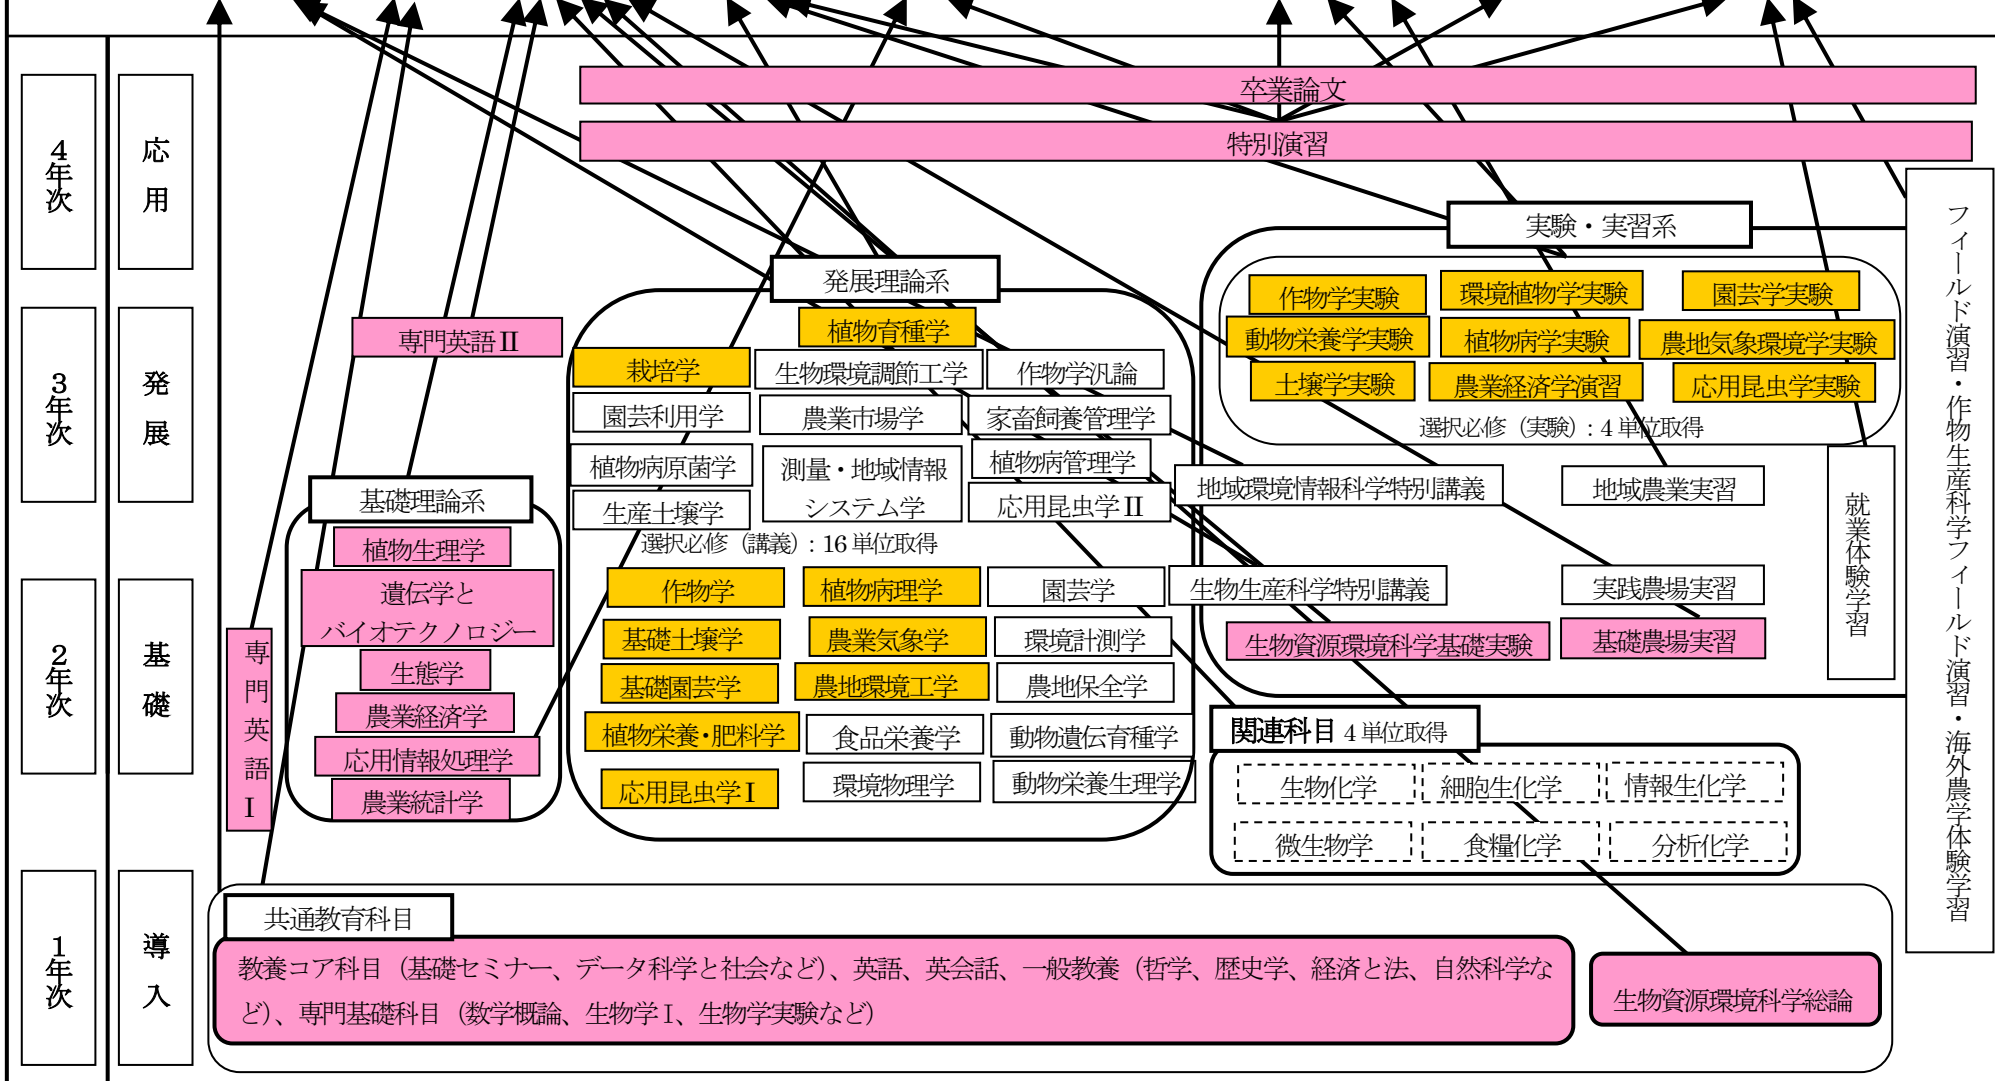 卒業論文
特別演習
4年次
応用
実験・実習系
フィールド演習・作物生産科学フィールド演習・海外農学体験学習
発展理論系
作物学実験
環境植物学実験
園芸学実験
動物栄養学実験
植物病学実験
農地気象環境学実験
土壌学実験
農業経済学演習
応用昆虫学実験
選択必修（実験）：4単位取得
3年次
発展
専門英語Ⅱ
植物育種学
栽培学
生物環境調節工学
作物学汎論
園芸利用学
農業市場学
家畜飼養管理学
植物病原菌学
測量・地域情報
システム学
植物病管理学
生産土壌学
応用昆虫学Ⅱ
地域環境情報科学特別講義
地域農業実習
就業体験学習
選択必修（講義）：16単位取得
基礎理論系
植物生理学
遺伝学と
バイオテクノロジー
生態学
農業経済学
応用情報処理学
農業統計学
2年次
基礎
専門英語Ⅰ
作物学
植物病理学
園芸学
生物生産科学特別講義
実践農場実習
基礎土壌学
農業気象学
環境計測学
生物資源環境科学基礎実験
基礎農場実習
基礎園芸学
農地環境工学
農地保全学
植物栄養・肥料学
食品栄養学
動物遺伝育種学
応用昆虫学Ⅰ
環境物理学
動物栄養生理学
関連科目 4単位取得
生物化学
細胞生化学
情報生化学
微生物学
食糧化学
分析化学
1年次
導入
共通教育科目
教養コア科目（基礎セミナー、データ科学と社会など）、英語、英会話、一般教養（哲学、歴史学、経済と法、自然科学な
ど）、専門基礎科目（数学概論、生物学Ⅰ、生物学実験など）
生物資源環境科学総論